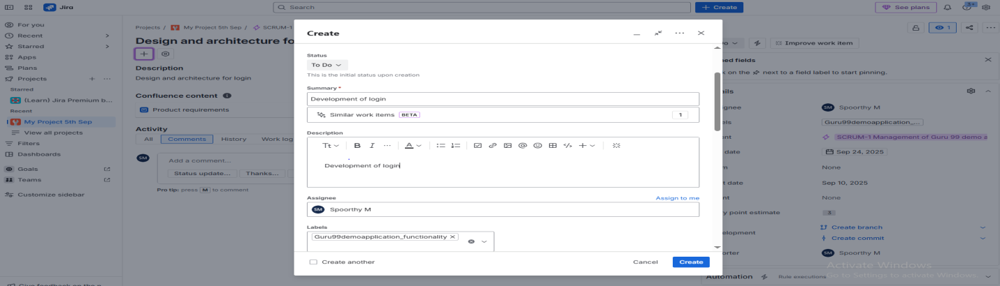 Jira
Search
+ Create
See plans
3+
For you
Recent
Starred
Apps
Plans
Projects
Starred
(Learn) Jira Premium b...
Recent
My Project 5th Sep
View all projects
Filters
Dashboards
Goals
Teams
Customize sidebar
Give feedback on the n
Projects / My Project 5th Sep / SCRUM-1
Design and architecture fo
Description
Design and architecture for login
Confluence content
Product requirements
Activity
All Comments History Work log
SM
Add a comment...
Status update... Thanks...
Pro tip: press M to comment
Create
Status
To Do
This is the initial status upon creation
Summary *
Development of login
Similar work items BETA 1
Description
Tt B I ... A
Development of login
Assignee Assign to me
SM Spoorthy M
Labels
Guru99demoapplication_functionality
Create another
Cancel Create
1
Improve work item
ned fields
on the next to a field label to start pinning.
ails
gnee SM Spoorthy M
els Guru99demoapplication_...
nt SCRUM-1 Management of Guru 99 demo a
date Sep 24, 2025
m None
t date Sep 10, 2025
nt None
y point estimate 3
elopment Create branch
Create commit
orter SM Spoorthy M
Activate Windows
Go to Settings to activate Windows.
Automation Rule executions